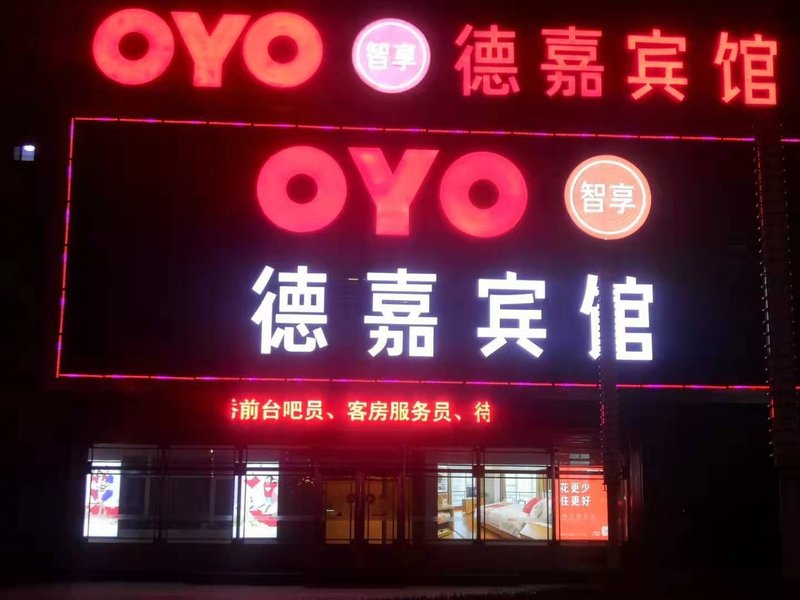 OYO 智享 德嘉宾馆
OYO 智享
德嘉宾馆
前台吧员、客房服务员、待
花更少
住更好